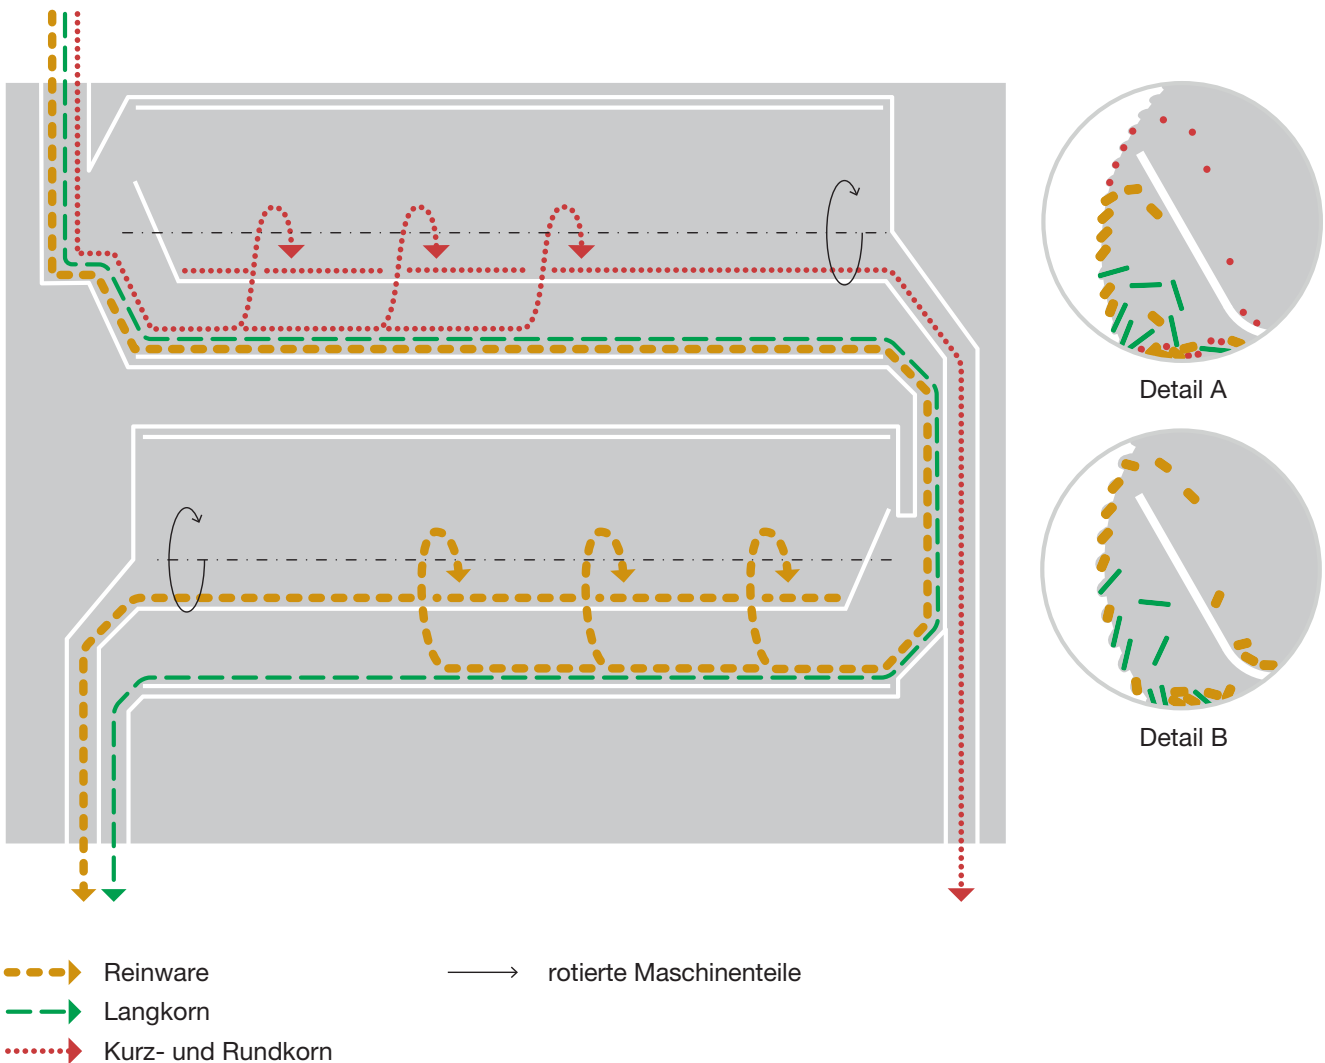 Detail A
Detail B
Reinware
rotierte Maschinenteile
Langkorn
Kurz- und Rundkorn